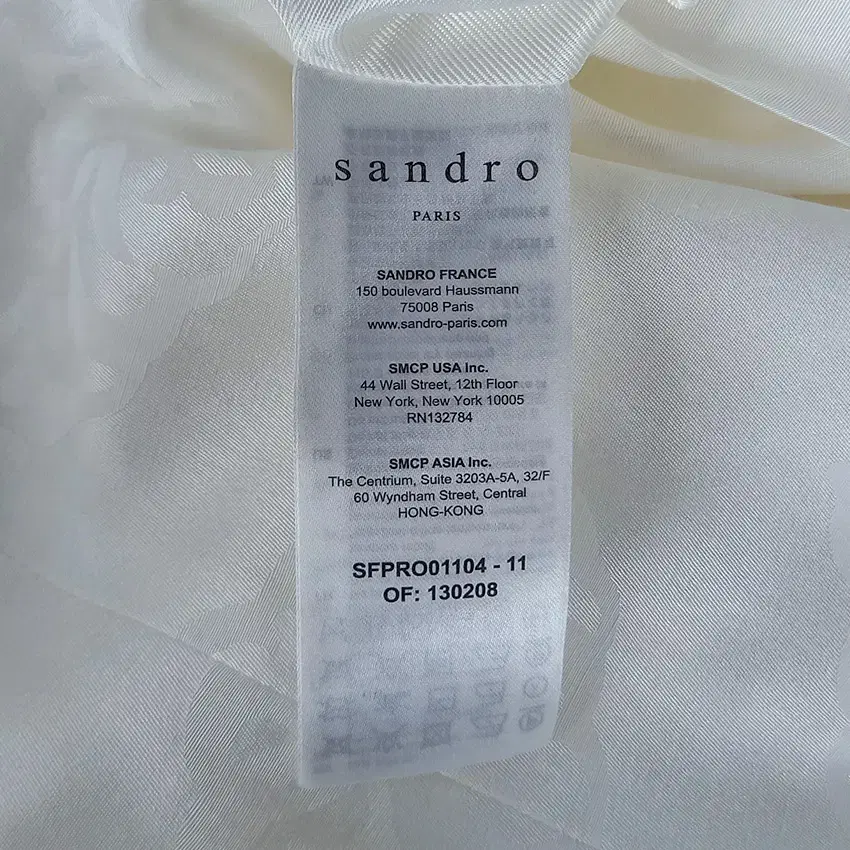 sandro
PARIS
SANDRO FRANCE
150 boulevard Haussmann
75008 Paris
www.sandro-paris.com
SMCP USA Inc.
44 Wall Street, 12th Floor
New York, New York 10005
RN132784
SMCP ASIA Inc.
The Centrium, Suite 3203A-5A, 32/F
60 Wyndham Street, Central
HONG-KONG
SFPRO01104 - 11
OF: 130208